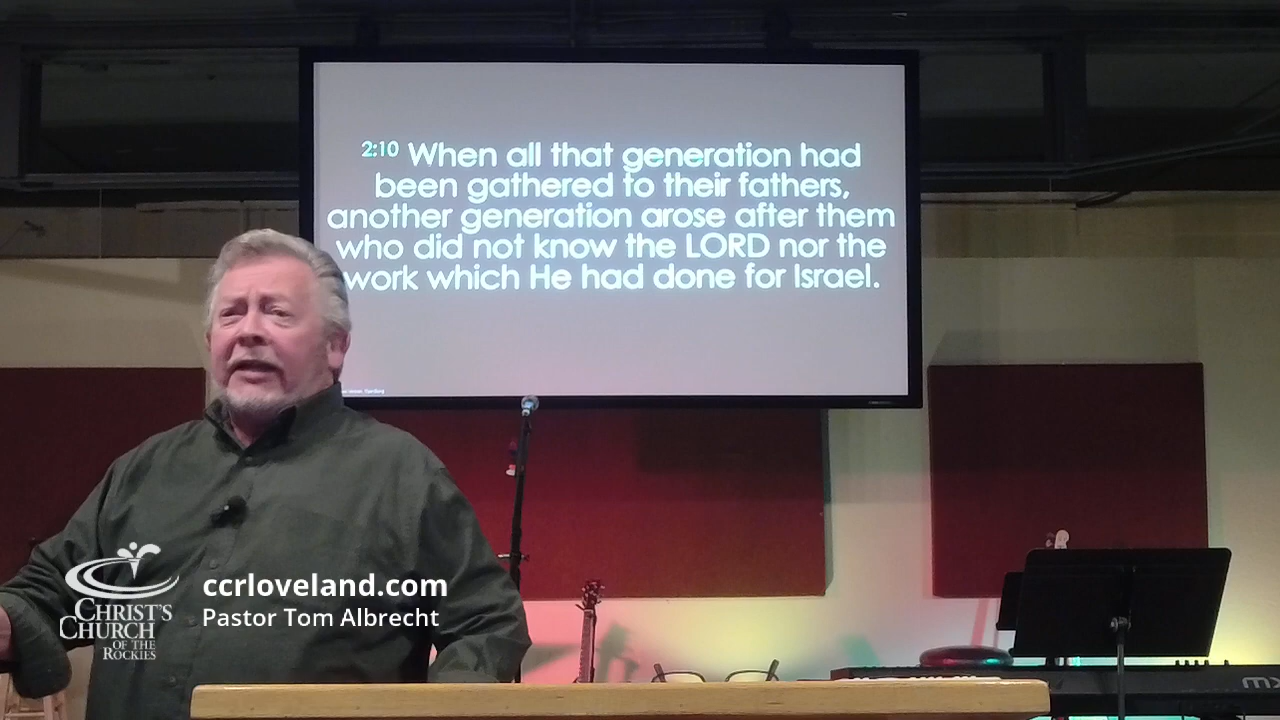 2:10 When all that generation had
been gathered to their fathers,
another generation arose after them
who did not know the LORD nor the
work which He had done for Israel.
ccrloveland.com
Pastor Tom Albrecht
CHRIST'S
CHURCH
OF THE
ROCKIES